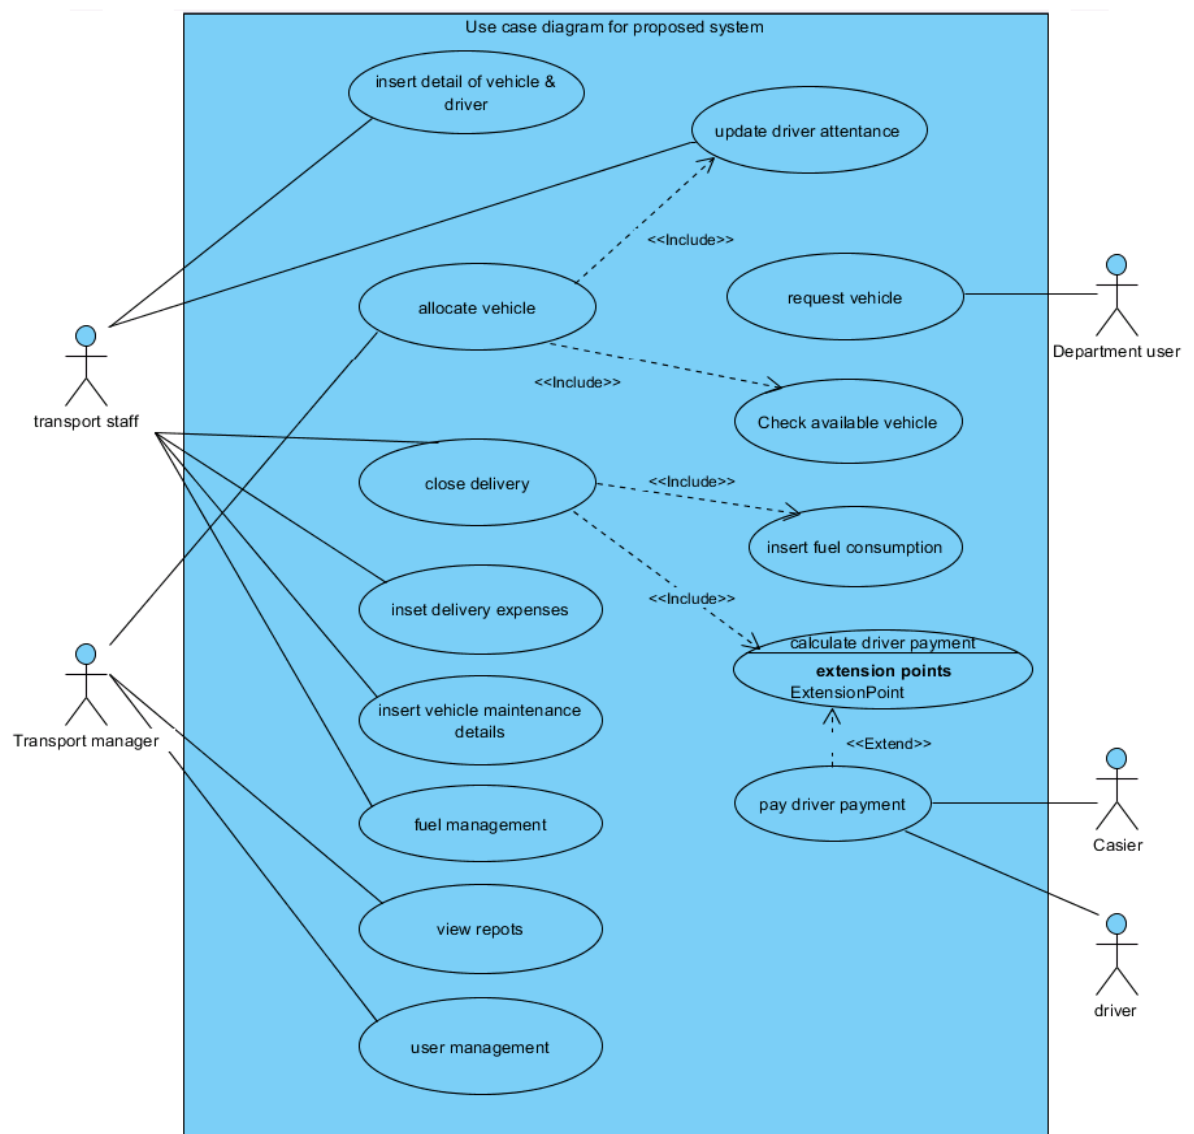 Use case diagram for proposed system
insert detail of vehicle &
driver
update driver attentance
<<Include>>
allocate vehicle
request vehicle
Department user
transport staff
<<Include>>
Check available vehicle
close delivery
<<Include>>
insert fuel consumption
inset delivery expenses
<<Include>>
calculate driver payment
extension points
ExtensionPoint
Transport manager
insert vehicle maintenance
details
<<Extend>>
pay driver payment
Casier
fuel management
view repots
driver
user management